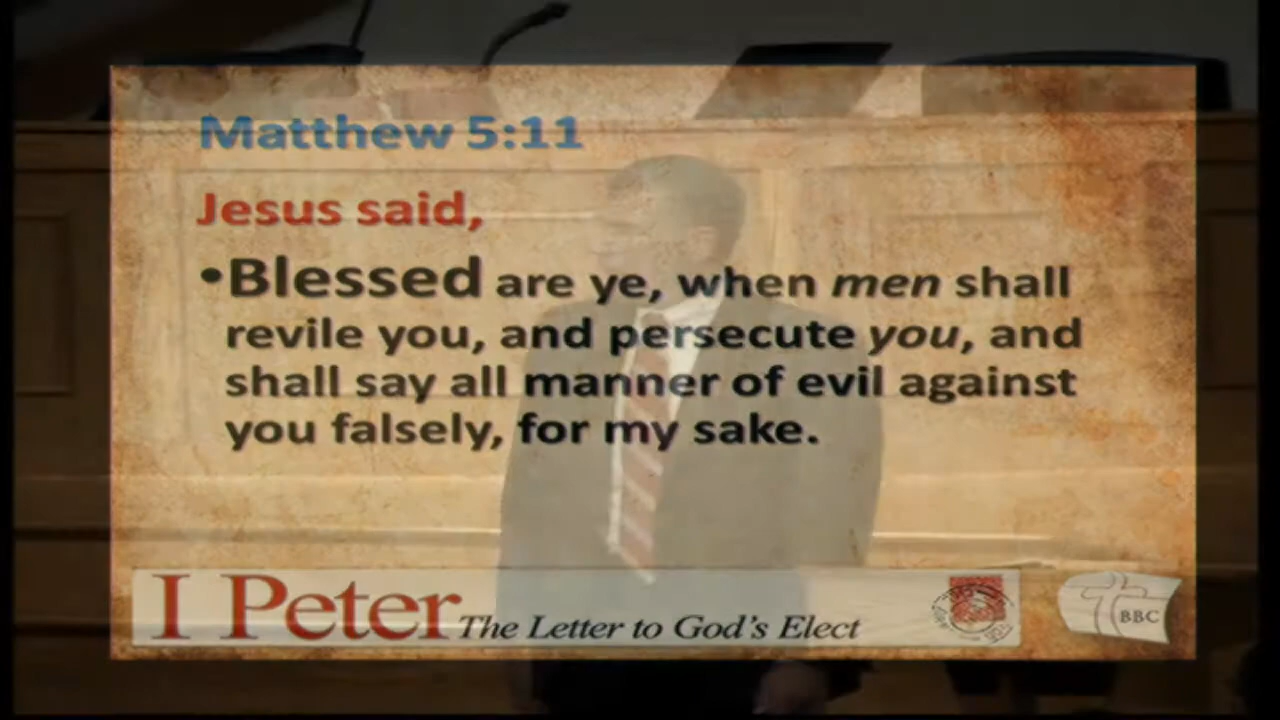 Matthew 5:11
Jesus said,
•Blessed are ye, when men shall
revile you, and persecute you, and
shall say all manner of evil against
you falsely, for my sake.
I Peter The Letter to God's Elect
BBC